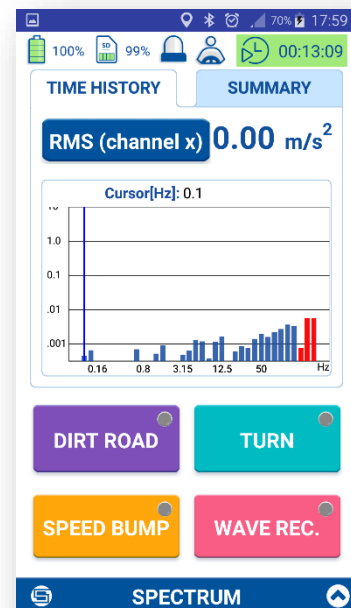 70% 17:59
100% SD 99% 00:13:09
TIME HISTORY SUMMARY
RMS (channel x) 0.00 m/s²
Cursor[Hz]: 0.1
1.0
0.1
.01
.001
0.16 0.8 3.15 12.5 50 Hz
DIRT ROAD TURN
SPEED BUMP WAVE REC.
SPECTRUM